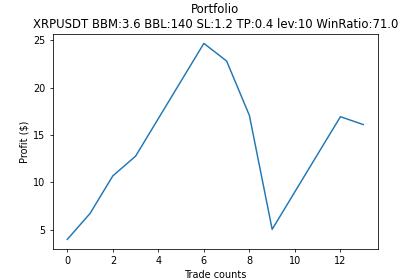 Portfolio
XRPUSDT BBM:3.6 BBL:140 SL:1.2 TP:0.4 lev:10 WinRatio:71.0
25
20
15
10
5
Profit ($)
0 2 4 6 8 10 12
Trade counts